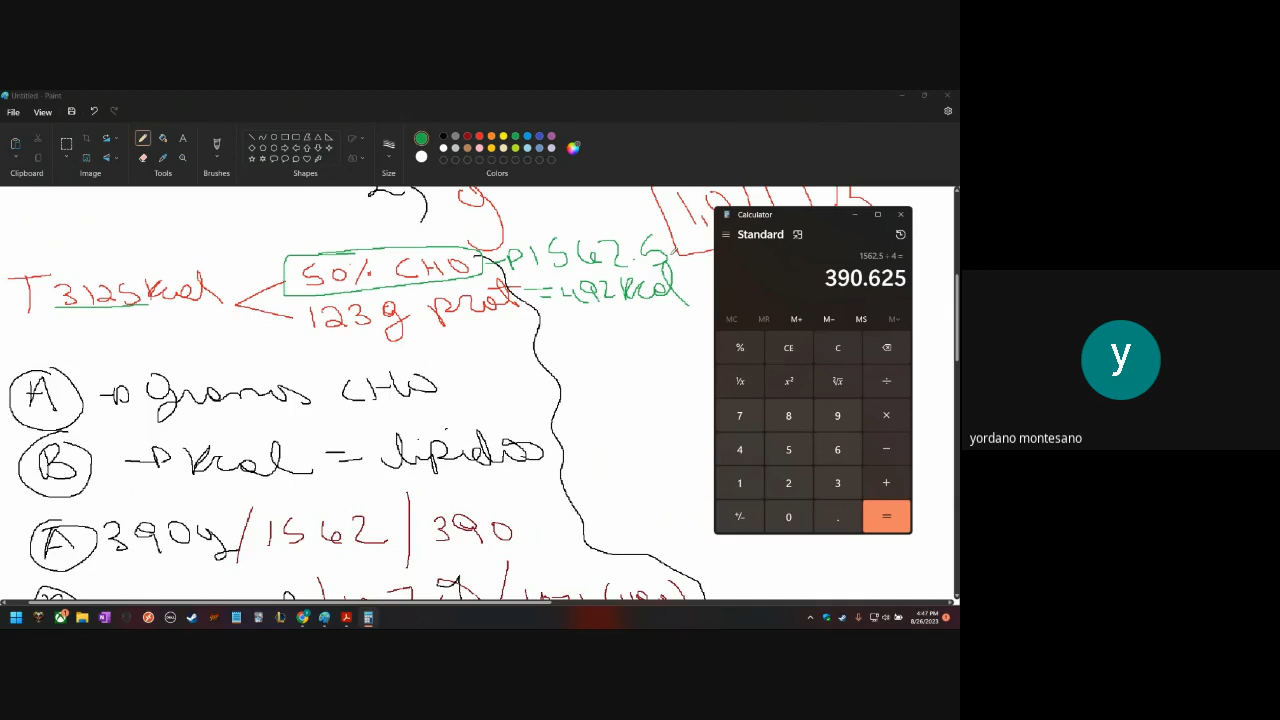 Untitled - Paint
File View
Clipboard Image Tools Brushes Shapes Size Colors
T 3125 Kcal
50% CHO → 1562.5
123g prot = 492 Kcal
A → gramos CHO
B → Kcal = lipidos
A 390g / 1562 | 390
Calculator
Standard
1562.5 ÷ 4 =
390.625
MC MR M+ M- MS M˅
% CE C
¹/x x² ²√x ÷
7 8 9 ×
4 5 6 −
1 2 3 +
+/- 0 . =
y
yordano montesano
4:47 PM
8/26/2023